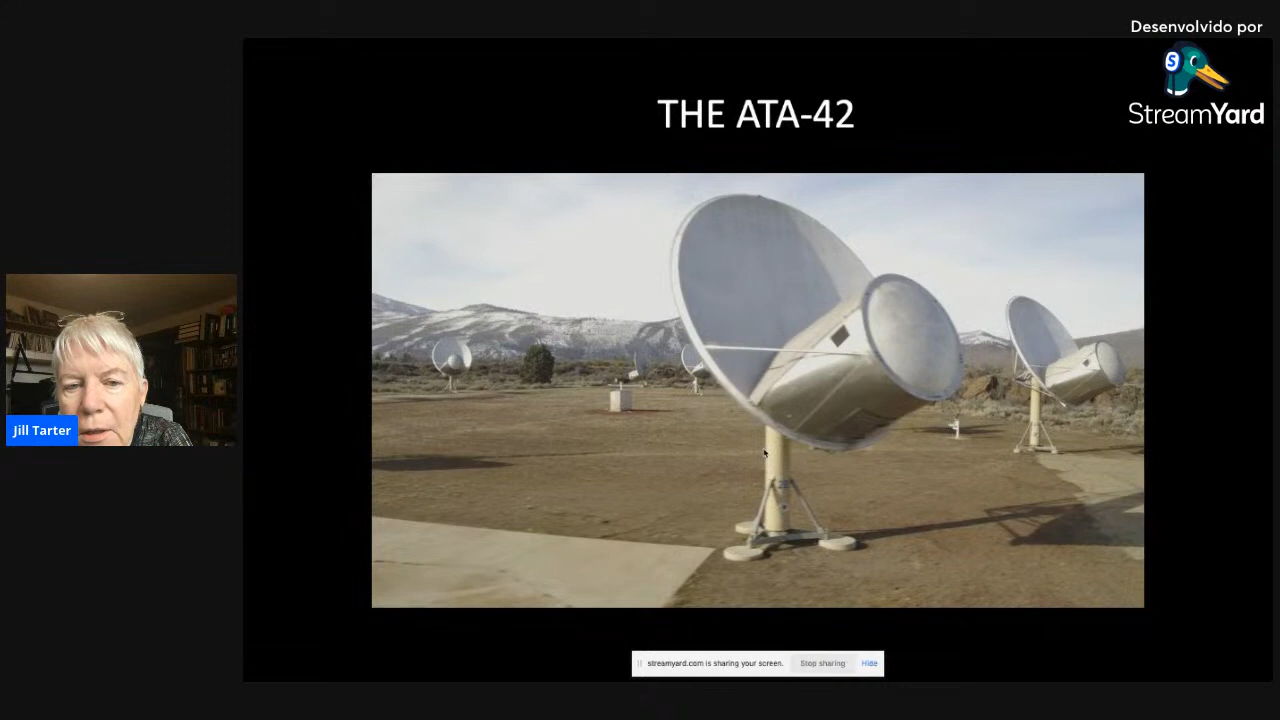 Desenvolvido por
S
StreamYard
THE ATA-42
Jill Tarter
streamyard.com is sharing your screen. Stop sharing Hide